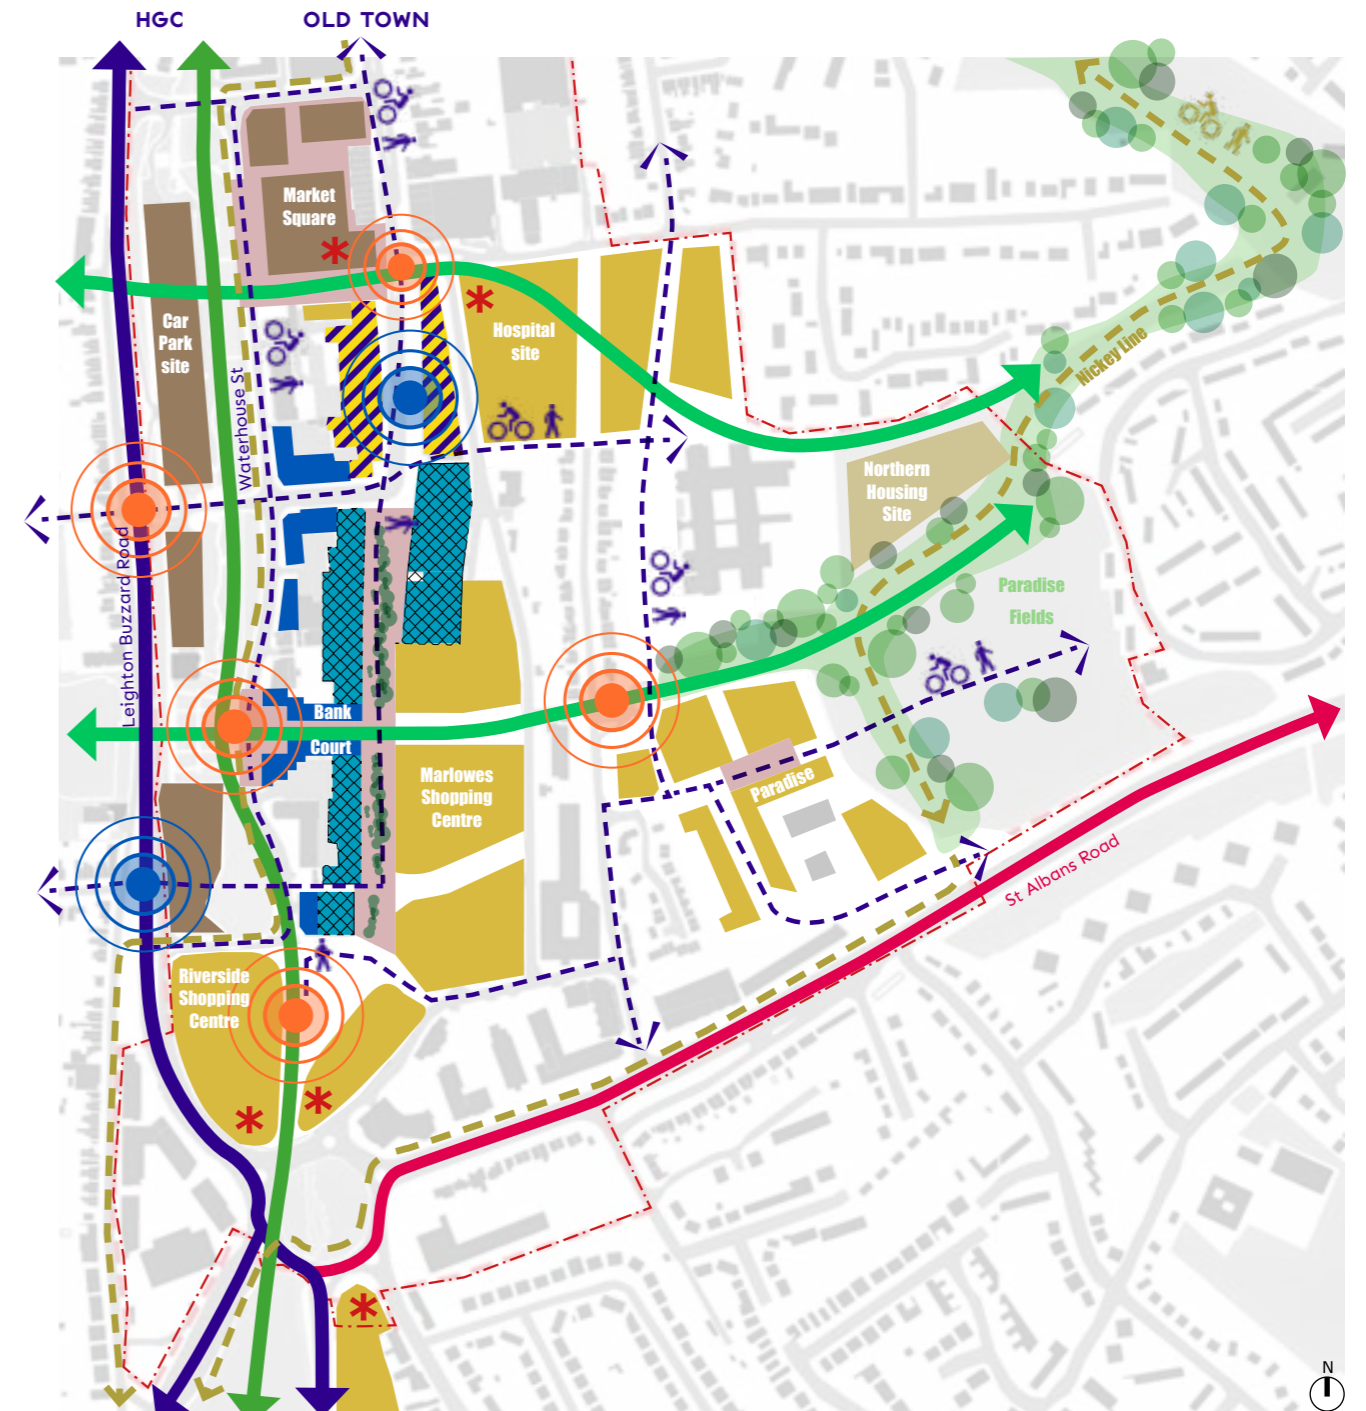 HGC
OLD TOWN
Market
Square
Car
Park
site
Hospital
site
Waterhouse St
Nickey Line
Northern
Housing
Site
Leighton Buzzard Road
Paradise
Fields
Bank
Court
Marlowes
Shopping
Centre
Paradise
St Albans Road
Riverside
Shopping
Centre
N